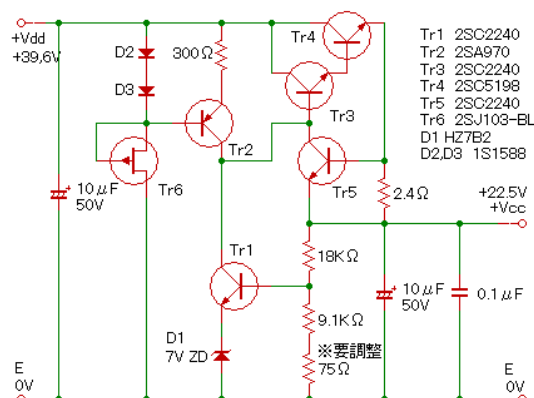 +Vdd
+39,6V
D2
D3
300Ω
Tr4
Tr3
Tr2
Tr6
Tr5
10μF
50V
Tr1 2SC2240
Tr2 2SA970
Tr3 2SC2240
Tr4 2SC5198
Tr5 2SC2240
Tr6 2SJ103-BL
D1 HZ7B2
D2,D3 1S1588
2.4Ω
+22.5V
+Vcc
Tr1
18KΩ
9.1KΩ
※要調整
75Ω
10μF
50V
0.1μF
D1
7V ZD
E
0V
E
0V